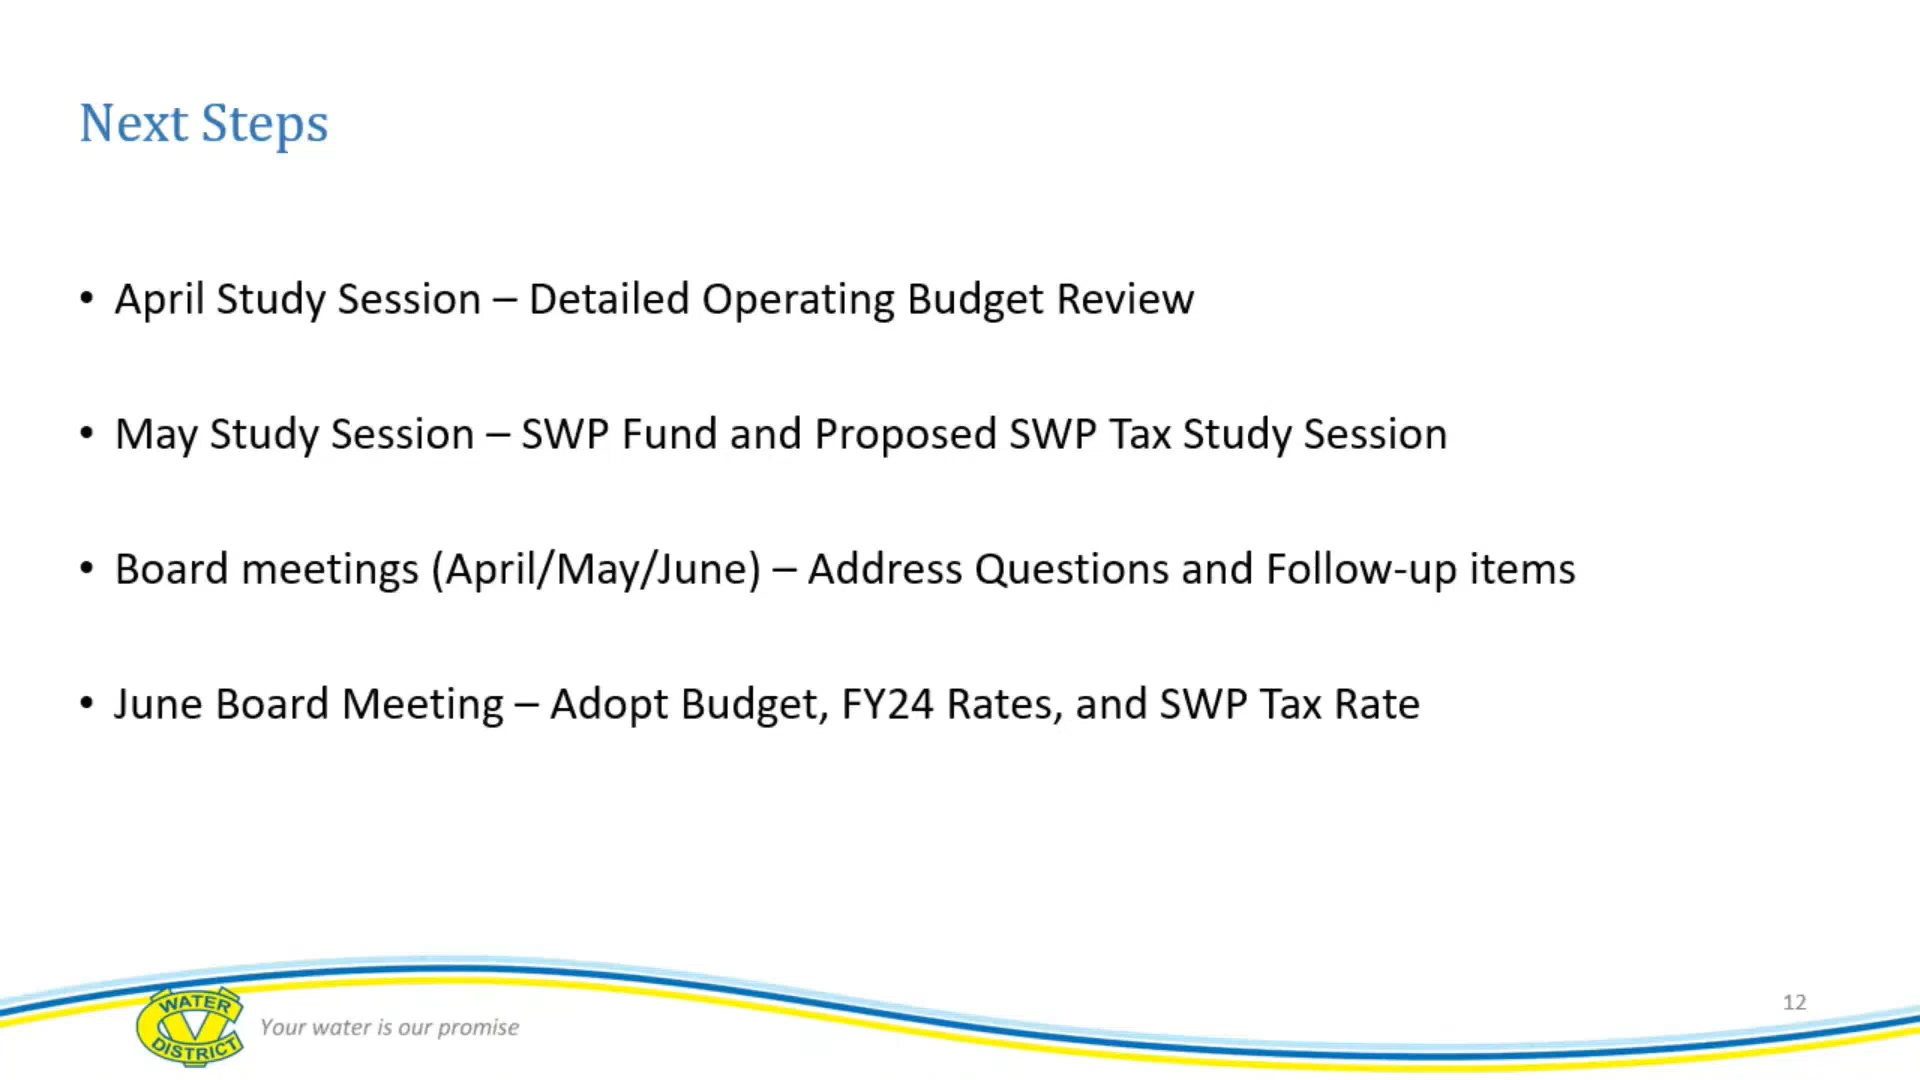 Next Steps
• April Study Session – Detailed Operating Budget Review
• May Study Session – SWP Fund and Proposed SWP Tax Study Session
• Board meetings (April/May/June) – Address Questions and Follow-up items
• June Board Meeting – Adopt Budget, FY24 Rates, and SWP Tax Rate
WATER
CV
DISTRICT
Your water is our promise
12